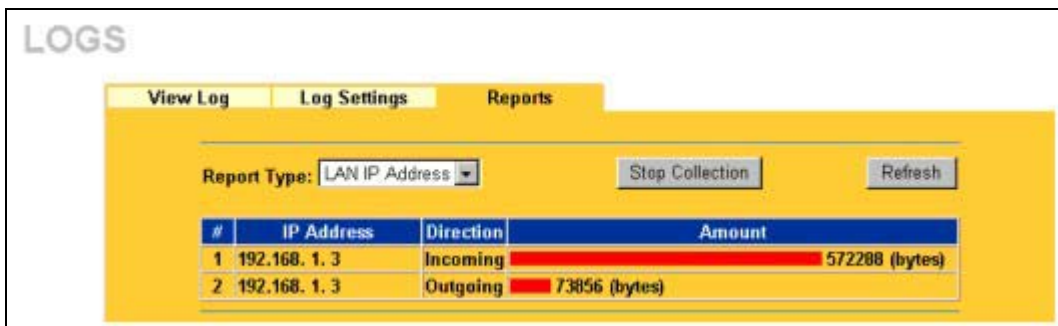 LOGS
View Log Log Settings Reports
Report Type: LAN IP Address Stop Collection Refresh
# IP Address Direction Amount
1 192.168. 1. 3 Incoming 572288 (bytes)
2 192.168. 1. 3 Outgoing 73856 (bytes)